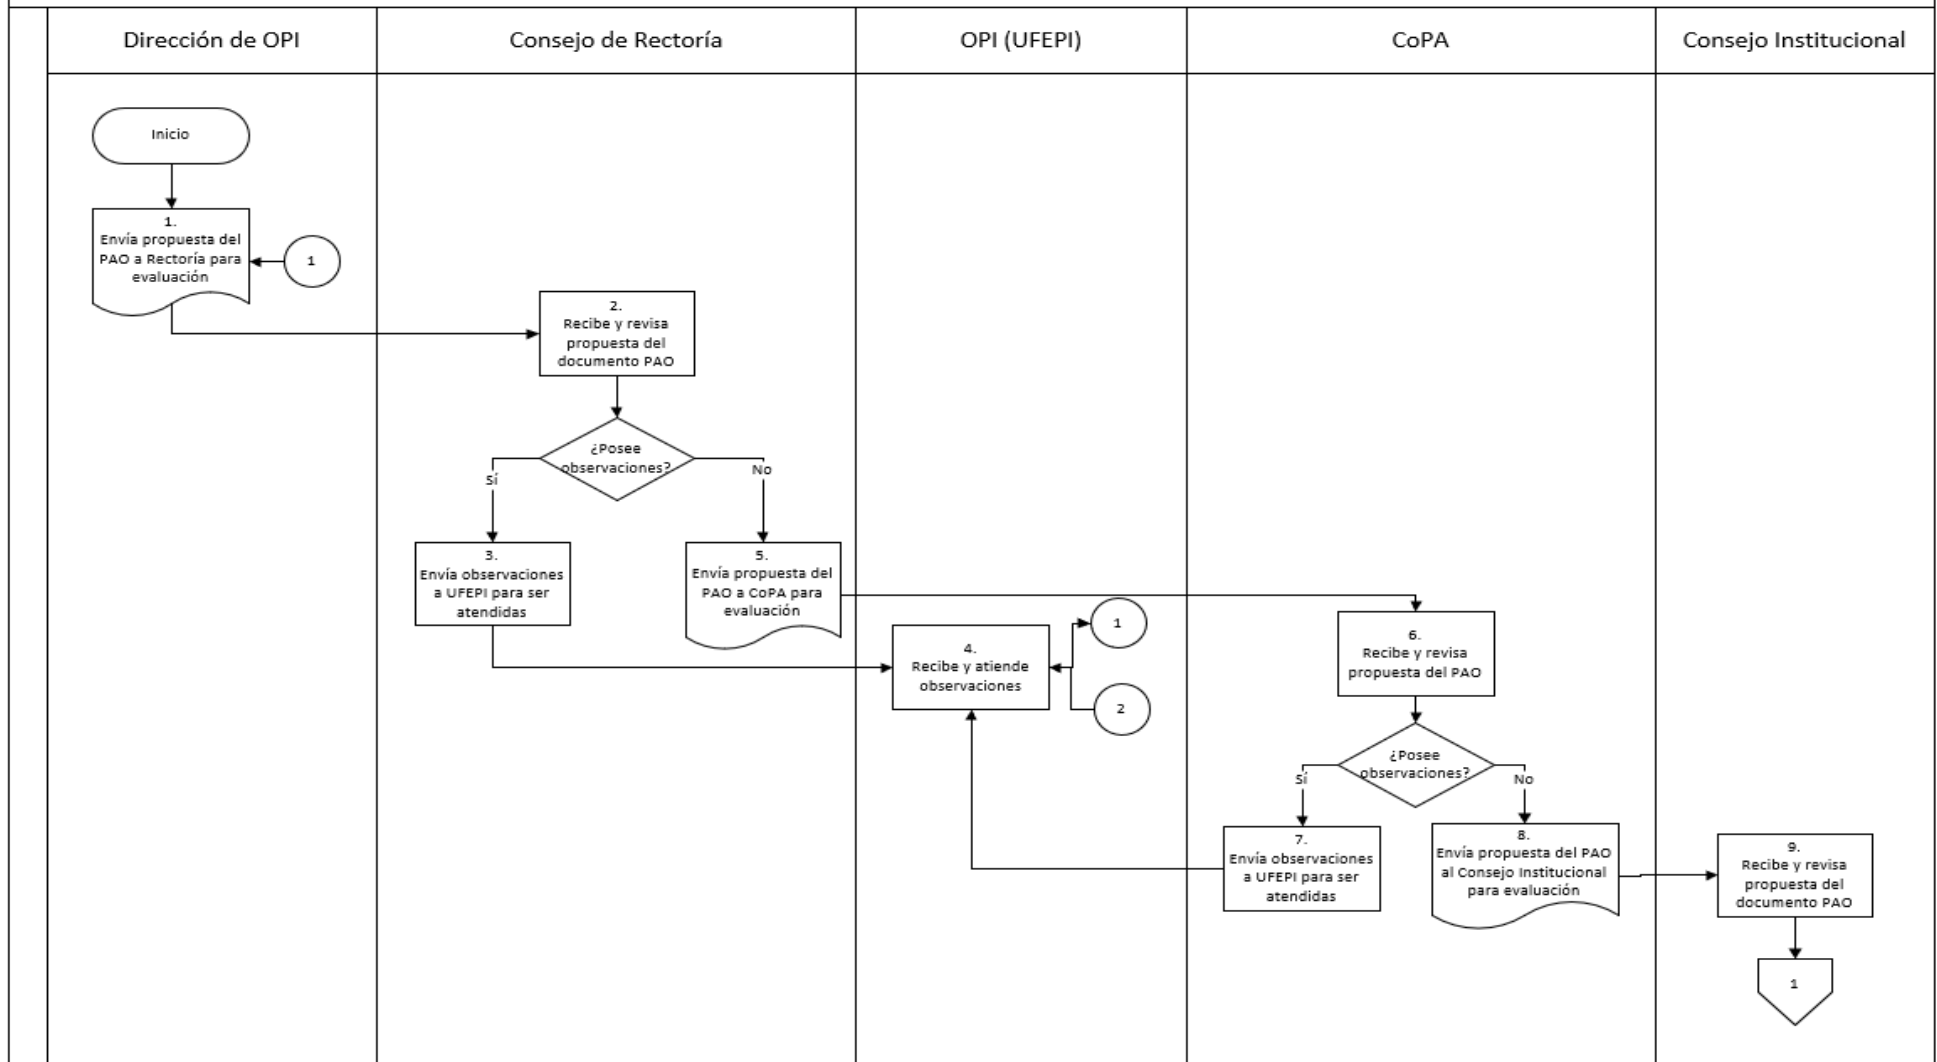 Dirección de OPI
Consejo de Rectoría
OPI (UFEPI)
CoPA
Consejo Institucional
Inicio
1.
Envía propuesta del
PAO a Rectoría para
evaluación
1
2.
Recibe y revisa
propuesta del
documento PAO
¿Posee
observaciones?
Sí
No
3.
Envía observaciones
a UFEPI para ser
atendidas
5.
Envía propuesta del
PAO a CoPA para
evaluación
4.
Recibe y atiende
observaciones
1
2
6.
Recibe y revisa
propuesta del PAO
¿Posee
observaciones?
Sí
No
7.
Envía observaciones
a UFEPI para ser
atendidas
8.
Envía propuesta del PAO
al Consejo Institucional
para evaluación
9.
Recibe y revisa
propuesta del
documento PAO
1